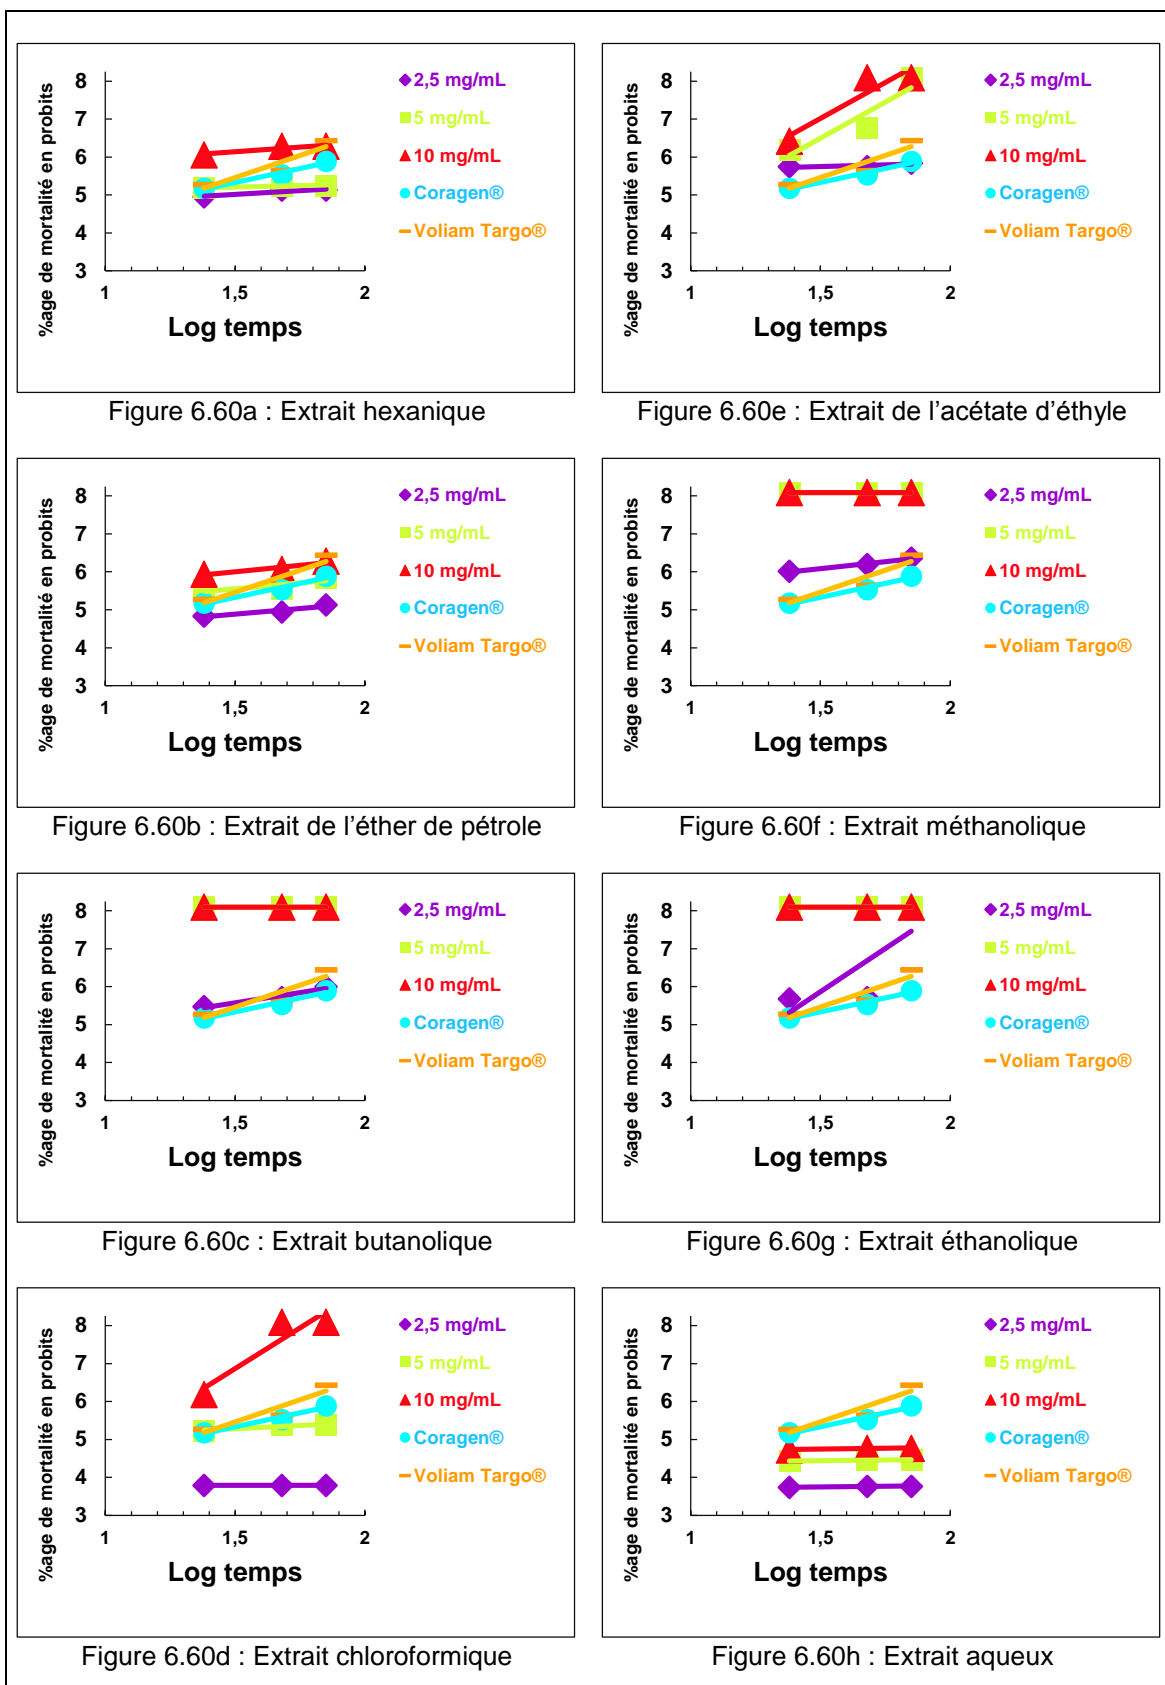 %age de mortalité en probits
8
7
6
5
4
3
1
1,5
2
Log temps
2,5 mg/mL
5 mg/mL
10 mg/mL
Coragen®
Voliam Targo®
Figure 6.60a : Extrait hexanique
%age de mortalité en probits
8
7
6
5
4
3
1
1,5
2
Log temps
2,5 mg/mL
5 mg/mL
10 mg/mL
Coragen®
Voliam Targo®
Figure 6.60e : Extrait de l’acétate d’éthyle
%age de mortalité en probits
8
7
6
5
4
3
1
1,5
2
Log temps
2,5 mg/mL
5 mg/mL
10 mg/mL
Coragen®
Voliam Targo®
Figure 6.60b : Extrait de l’éther de pétrole
%age de mortalité en probits
8
7
6
5
4
3
1
1,5
2
Log temps
2,5 mg/mL
5 mg/mL
10 mg/mL
Coragen®
Voliam Targo®
Figure 6.60f : Extrait méthanolique
%age de mortalité en probits
8
7
6
5
4
3
1
1,5
2
Log temps
2,5 mg/mL
5 mg/mL
10 mg/mL
Coragen®
Voliam Targo®
Figure 6.60c : Extrait butanolique
%age de mortalité en probits
8
7
6
5
4
3
1
1,5
2
Log temps
2,5 mg/mL
5 mg/mL
10 mg/mL
Coragen®
Voliam Targo®
Figure 6.60g : Extrait éthanolique
%age de mortalité en probits
8
7
6
5
4
3
1
1,5
2
Log temps
2,5 mg/mL
5 mg/mL
10 mg/mL
Coragen®
Voliam Targo®
Figure 6.60d : Extrait chloroformique
%age de mortalité en probits
8
7
6
5
4
3
1
1,5
2
Log temps
2,5 mg/mL
5 mg/mL
10 mg/mL
Coragen®
Voliam Targo®
Figure 6.60h : Extrait aqueux